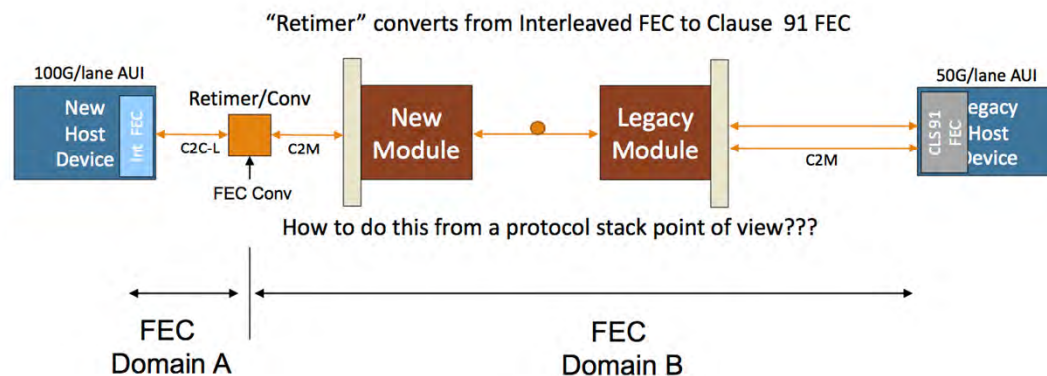 “Retimer” converts from Interleaved FEC to Clause 91 FEC
100G/lane AUI
New
Host
Device
Int FEC
Retimer/Conv
C2C-L
C2M
FEC Conv
New
Module
Legacy
Module
C2M
50G/lane AUI
CLS 91
FEC
Legacy
Host
Device
How to do this from a protocol stack point of view???
FEC
Domain A
FEC
Domain B